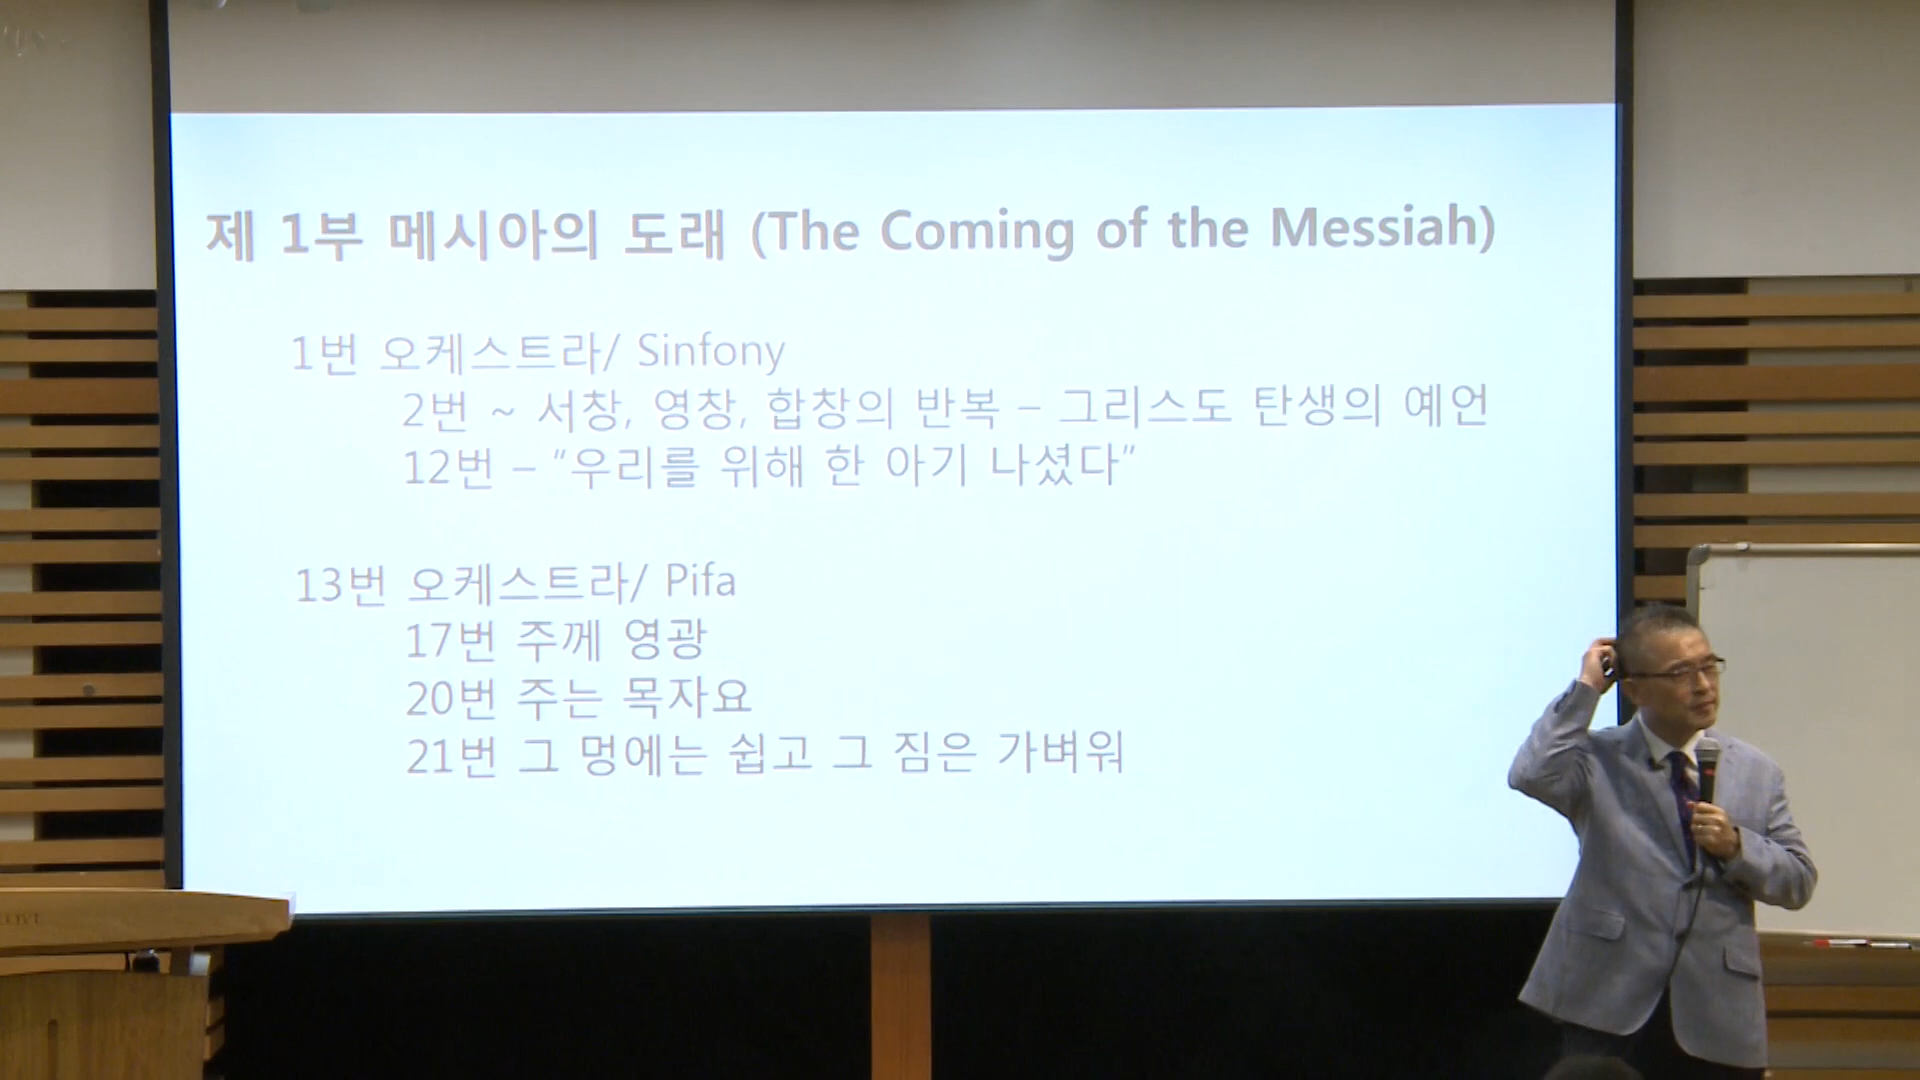 제 1부 메시아의 도래 (The Coming of the Messiah)
1번 오케스트라/ Sinfony
2번 ~ 서창, 영창, 합창의 반복 – 그리스도 탄생의 예언
12번 – “우리를 위해 한 아기 나셨다”
13번 오케스트라/ Pifa
17번 주께 영광
20번 주는 목자요
21번 그 멍에는 쉽고 그 짐은 가벼워